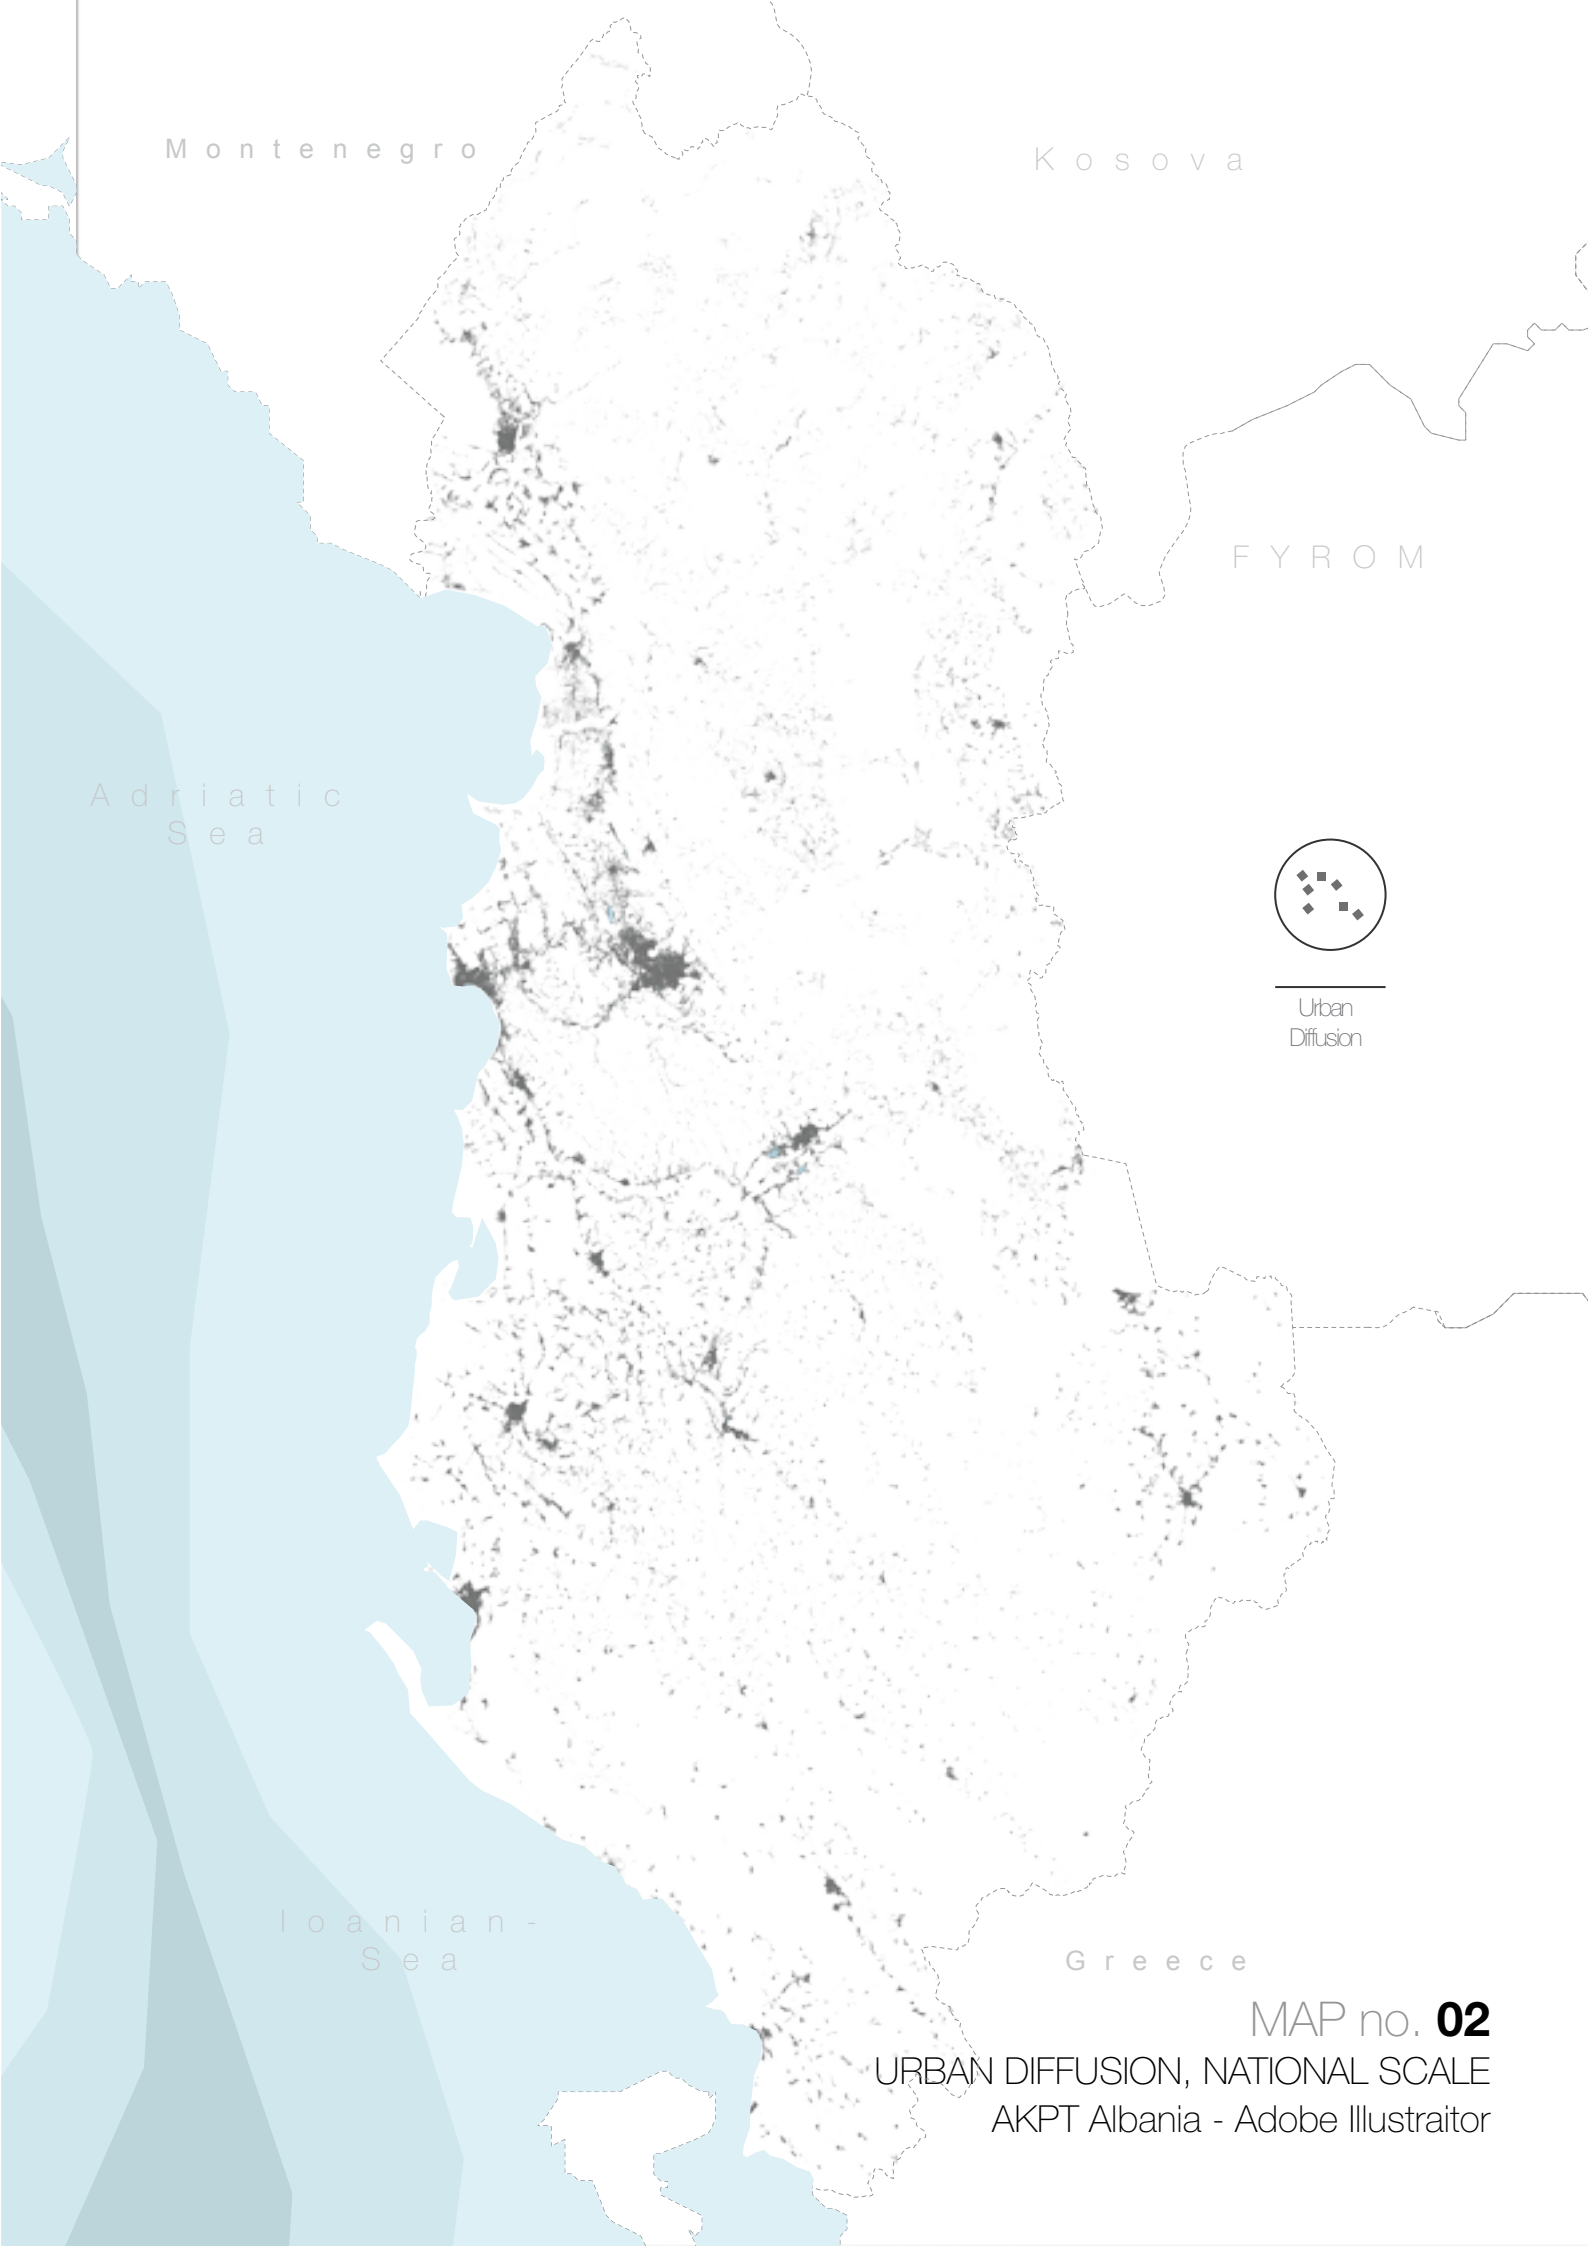 Montenegro
Kosova
FYROM
Adriatic
Sea
Urban
Diffusion
Ioanian-
Sea
Greece
MAP no. 02
URBAN DIFFUSION, NATIONAL SCALE
AKPT Albania - Adobe Illustraitor